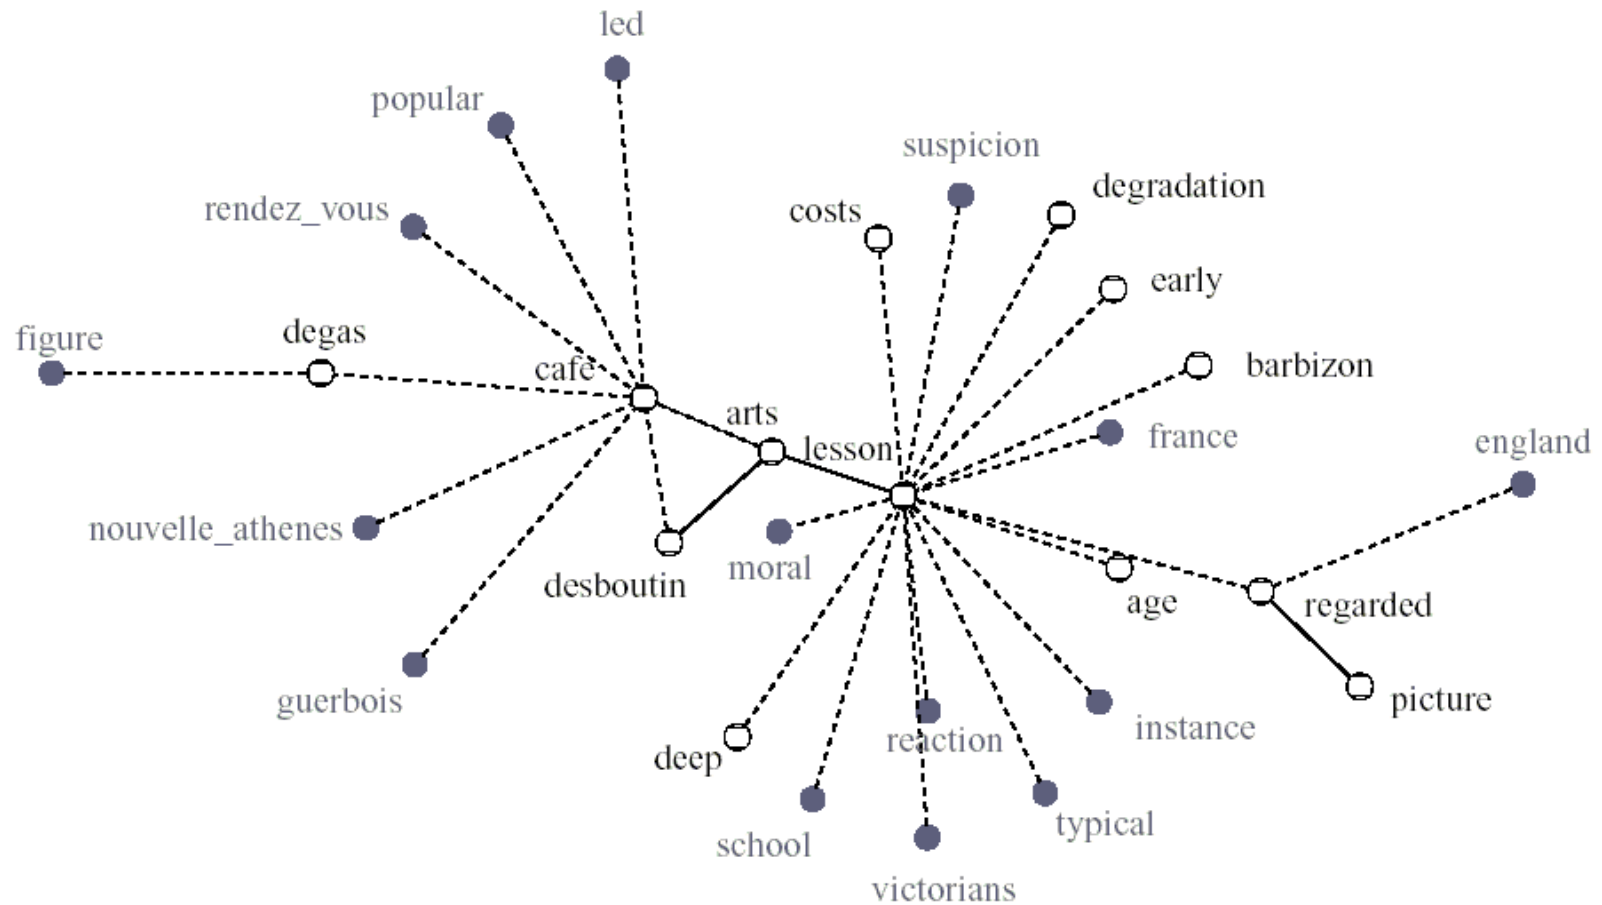 led
popular
suspicion
degradation
rendez_vous
costs
early
figure
degas
cafe
barbizon
arts
lesson
france
england
nouvelle_athenes
moral
desboutin
age
regarded
guerbois
picture
reaction
instance
deep
school
typical
victorians